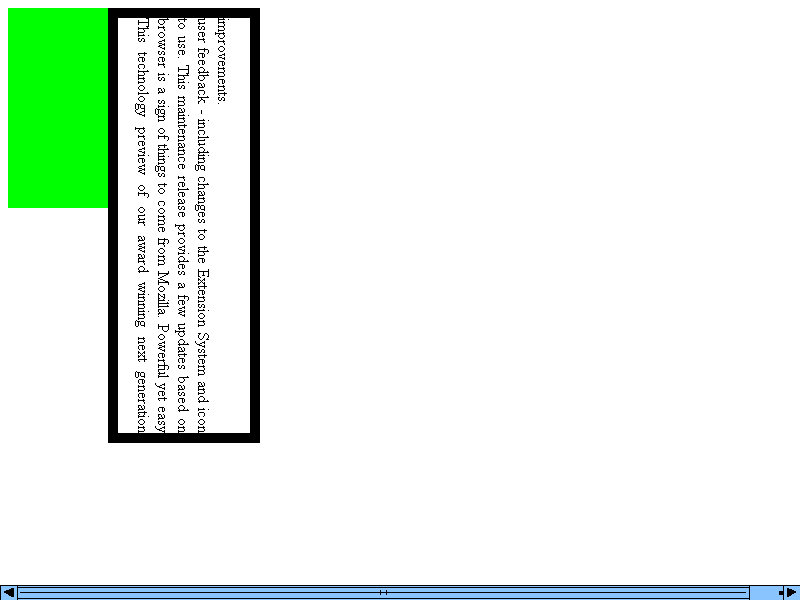 This technology preview of our award winning next generation
browser is a sign of things to come from Mozilla. Powerful yet easy
to use. This maintenance release provides a few updates based on
user feedback - including changes to the Extension System and icon
improvements.